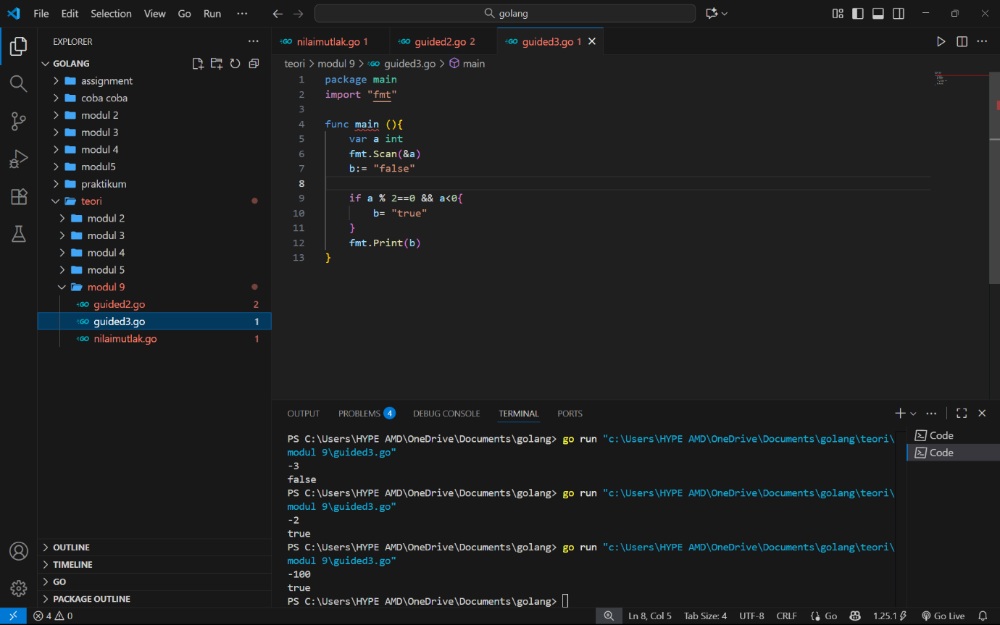 File Edit Selection View Go Run ··· golang
EXPLORER
GOLANG
assignment
coba coba
modul 2
modul 3
modul 4
modul5
praktikum
teori
modul 2
modul 3
modul 4
modul 5
modul 9
guided2.go 2
guided3.go 1
nilaimutlak.go 1
OUTLINE
TIMELINE
GO
PACKAGE OUTLINE
GO nilaimutlak.go 1 GO guided2.go 2 GO guided3.go 1
teori > modul 9 > GO guided3.go > main
1 package main
2 import "fmt"
3
4 func main (){
5 var a int
6 fmt.Scan(&a)
7 b:= "false"
8
9 if a % 2==0 && a<0{
10 b= "true"
11 }
12 fmt.Print(b)
13 }
OUTPUT PROBLEMS 4 DEBUG CONSOLE TERMINAL PORTS
PS C:\Users\HYPE AMD\OneDrive\Documents\golang> go run "c:\Users\HYPE AMD\OneDrive\Documents\golang\teori\
modul 9\guided3.go"
-3
false
PS C:\Users\HYPE AMD\OneDrive\Documents\golang> go run "c:\Users\HYPE AMD\OneDrive\Documents\golang\teori\
modul 9\guided3.go"
-2
true
PS C:\Users\HYPE AMD\OneDrive\Documents\golang> go run "c:\Users\HYPE AMD\OneDrive\Documents\golang\teori\
modul 9\guided3.go"
-100
true
PS C:\Users\HYPE AMD\OneDrive\Documents\golang>
Code
Code
4 0 Ln 8, Col 5 Tab Size: 4 UTF-8 CRLF Go 1.25.1 Go Live